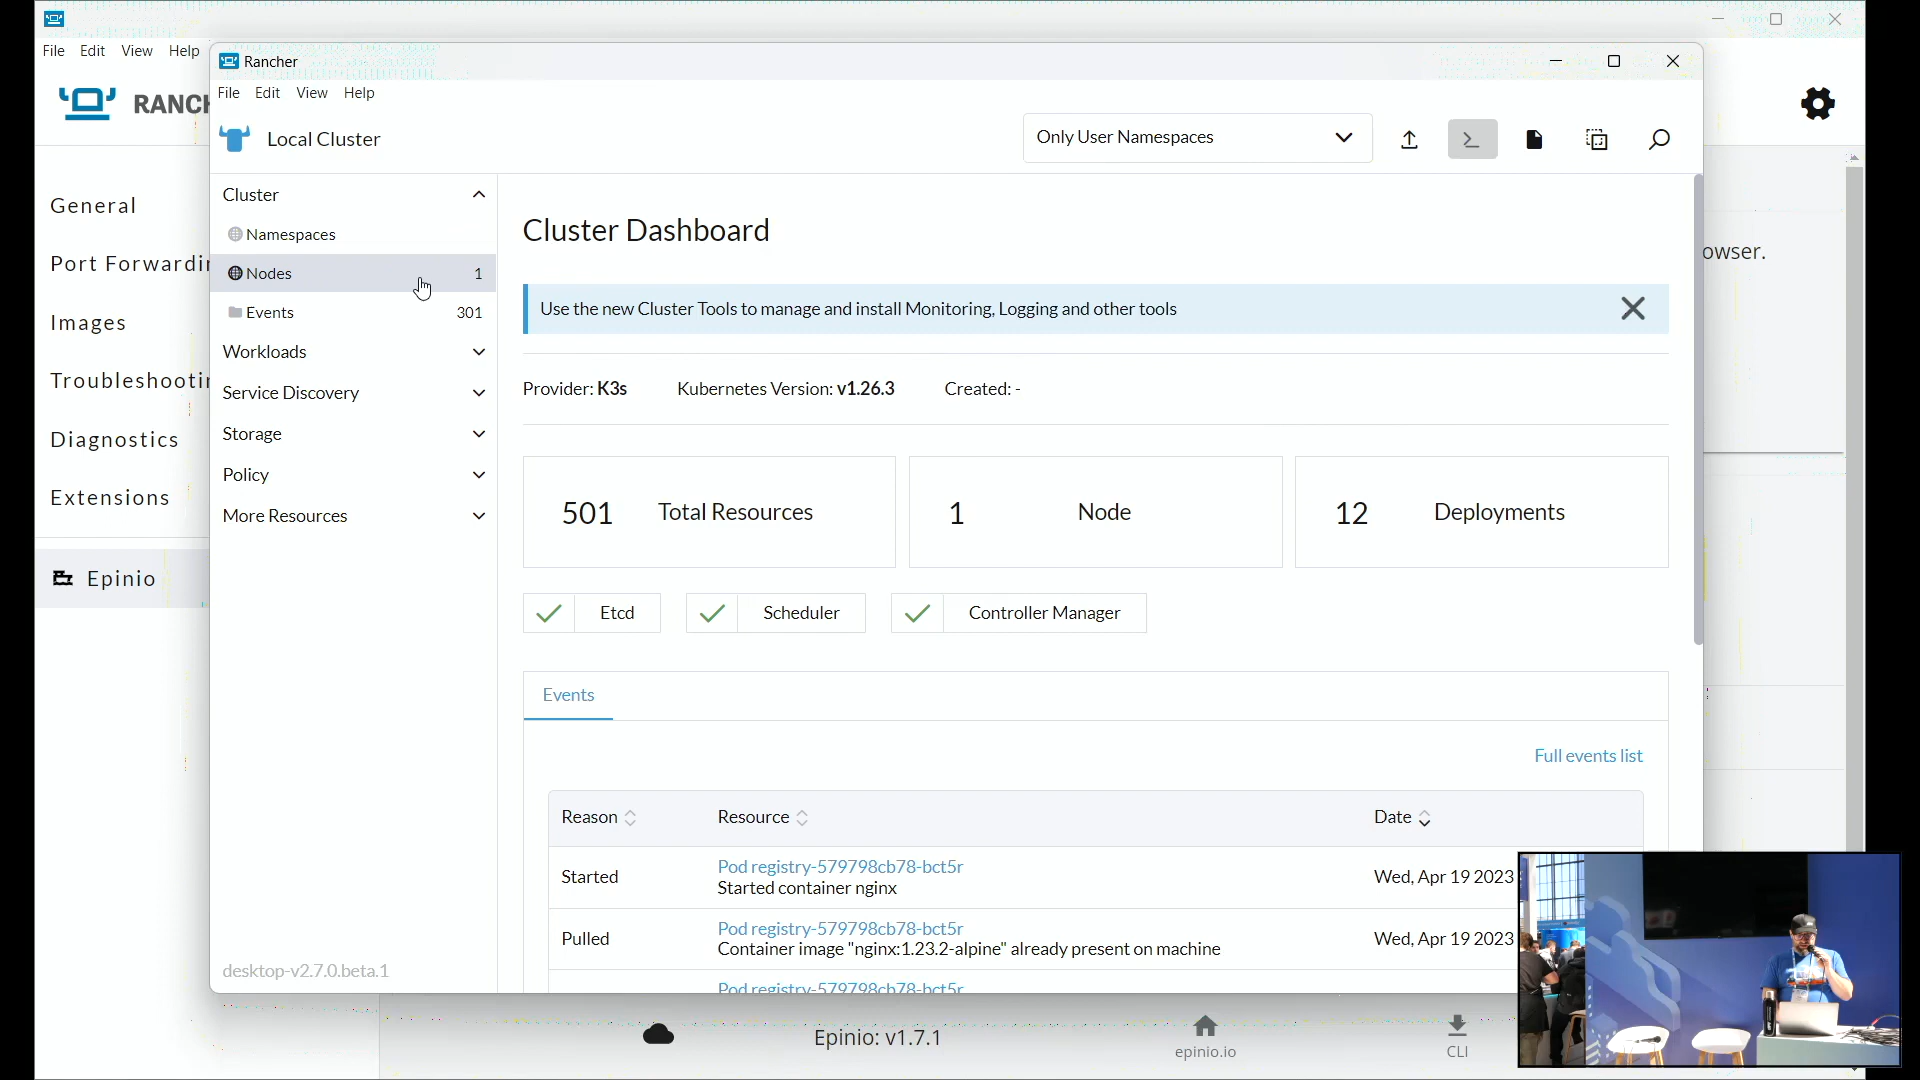 File Edit View Help
RANCH
General
Port Forwardin
Images
Troubleshootin
Diagnostics
Extensions
Epinio
Rancher
File Edit View Help
Local Cluster
Only User Namespaces
Cluster
Namespaces
Nodes 1
Events 301
Workloads
Service Discovery
Storage
Policy
More Resources
desktop-v2.7.0.beta.1
Cluster Dashboard
Use the new Cluster Tools to manage and install Monitoring, Logging and other tools
Provider: K3s Kubernetes Version: v1.26.3 Created: -
501 Total Resources 1 Node 12 Deployments
Etcd Scheduler Controller Manager
Events
Full events list
Reason Resource Date
Started Pod registry-579798cb78-bct5r Wed, Apr 19 2023
Started container nginx
Pulled Pod registry-579798cb78-bct5r Wed, Apr 19 2023
Container image "nginx:1.23.2-alpine" already present on machine
Pod registry-579798cb78-bct5r
owser.
Epinio: v1.7.1
epinio.io
CLI